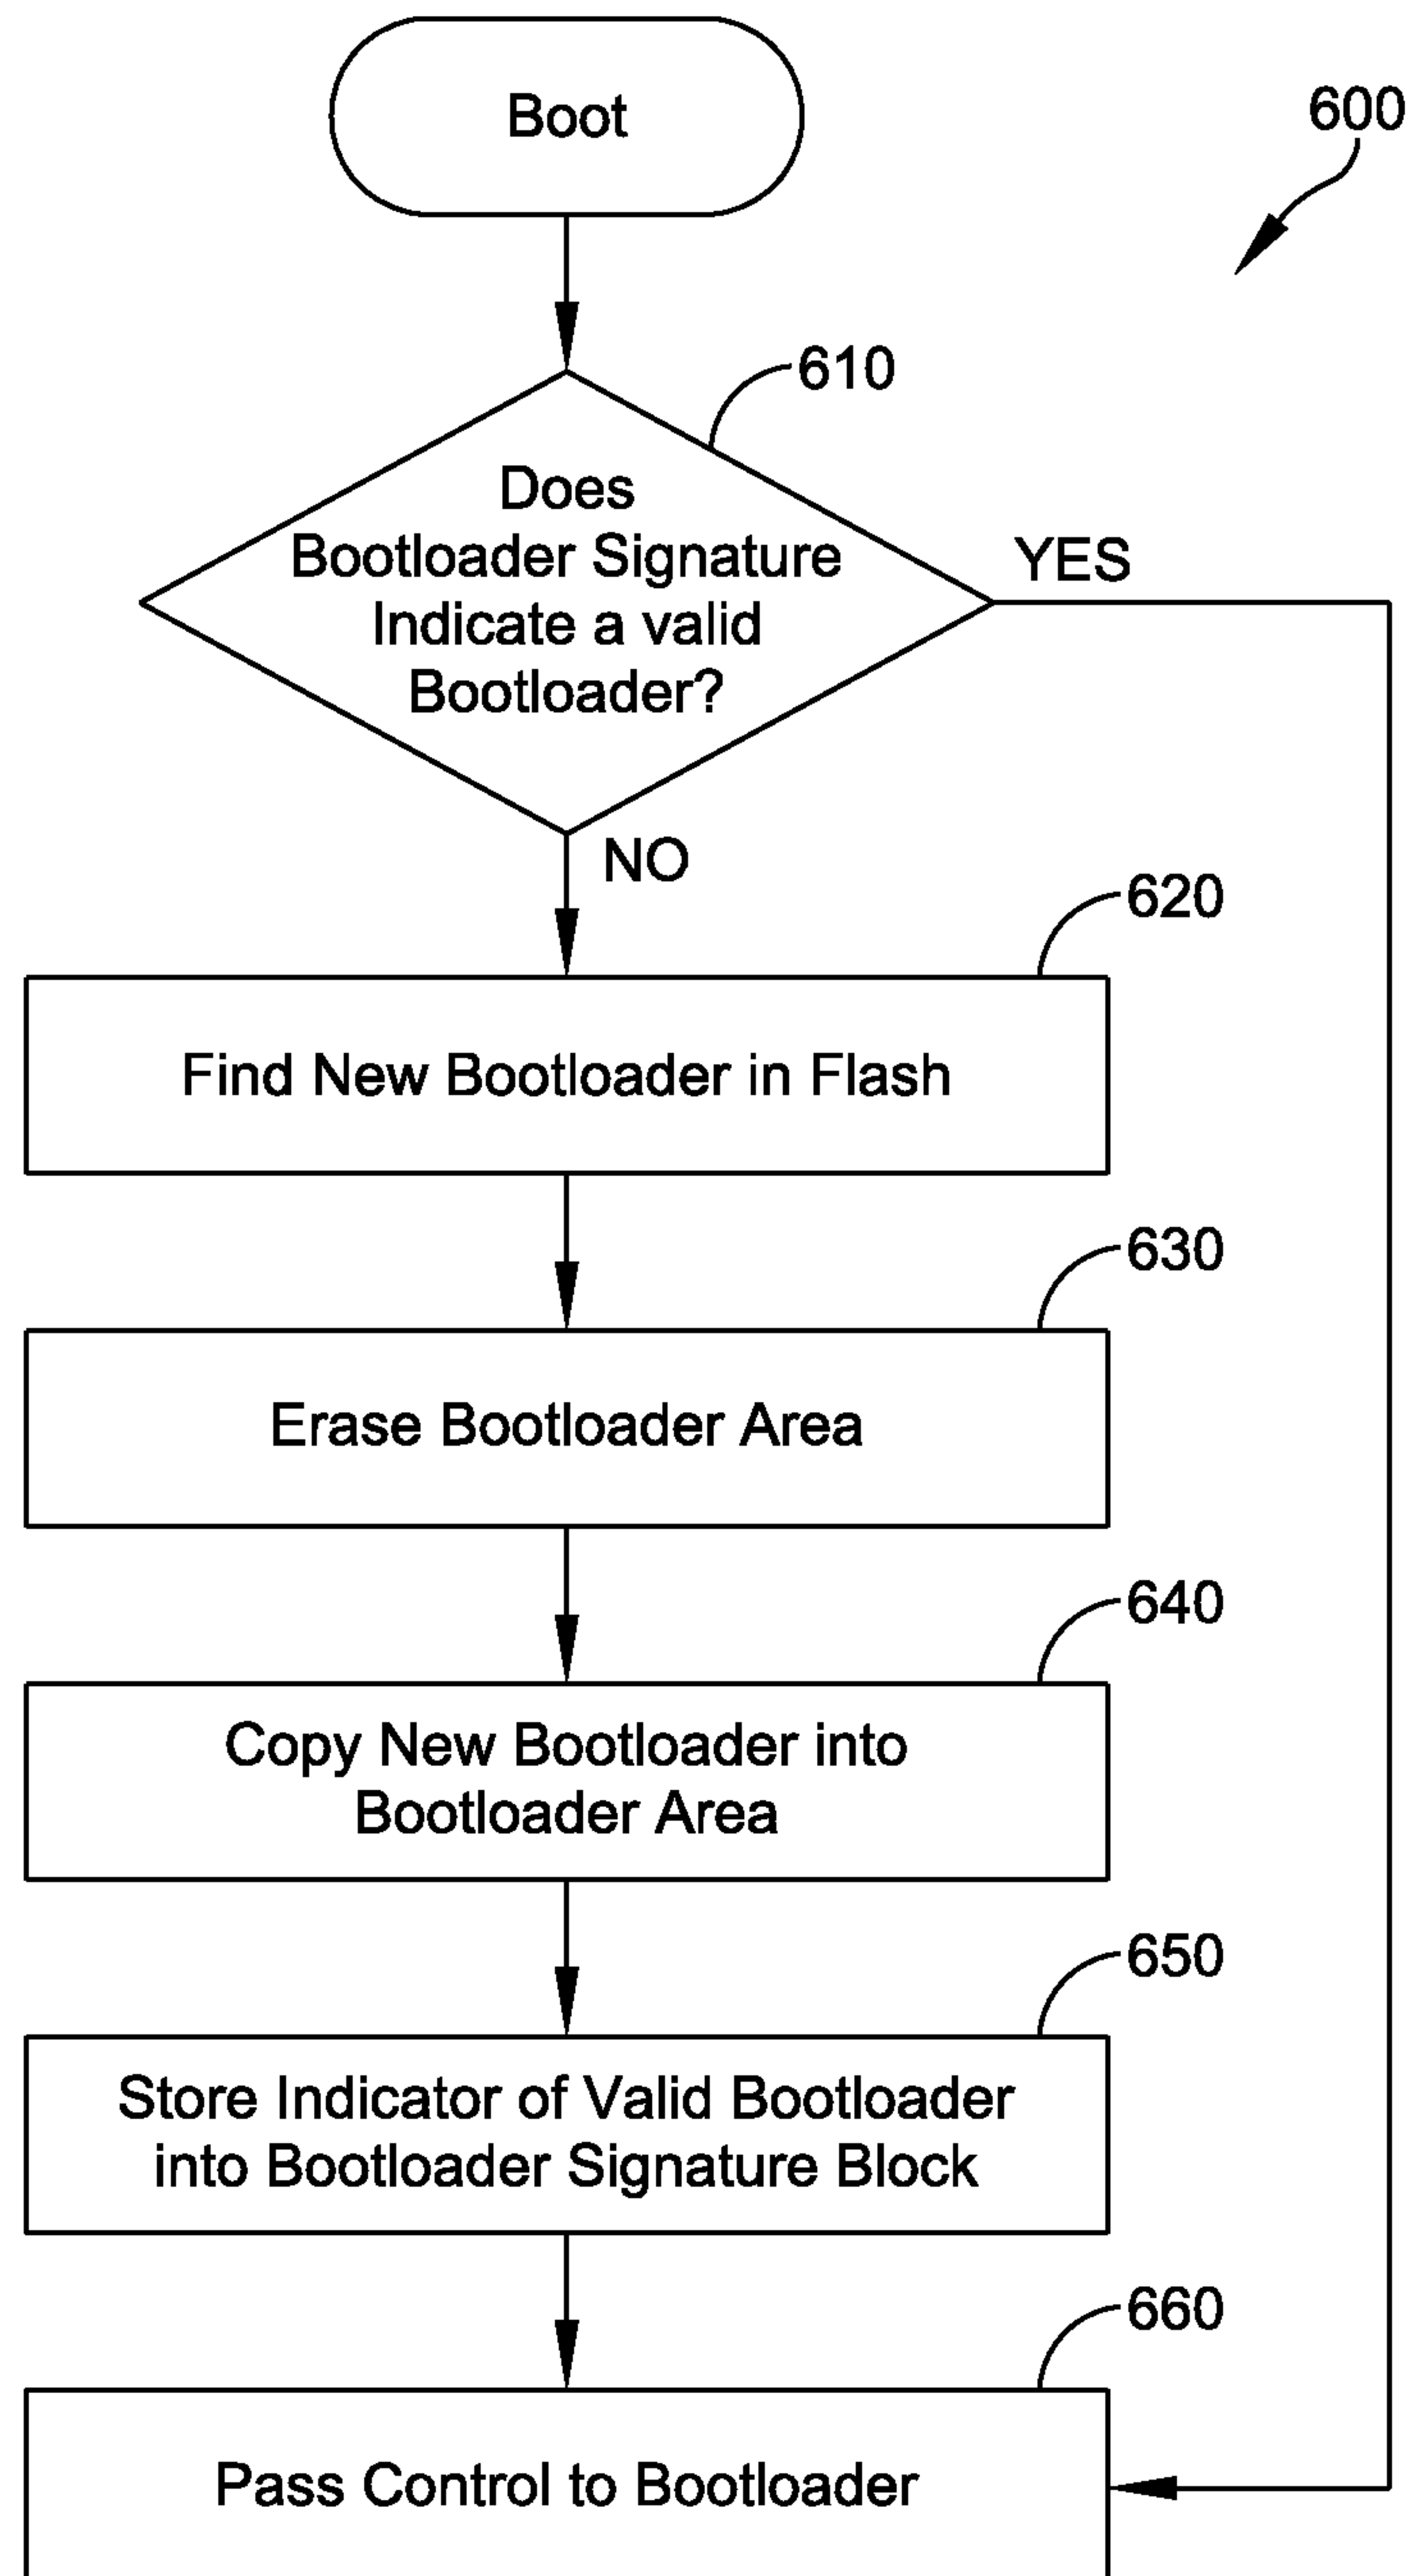 Boot
600
610
Does
Bootloader Signature
Indicate a valid
Bootloader?
YES
NO
620
Find New Bootloader in Flash
630
Erase Bootloader Area
640
Copy New Bootloader into
Bootloader Area
650
Store Indicator of Valid Bootloader
into Bootloader Signature Block
660
Pass Control to Bootloader